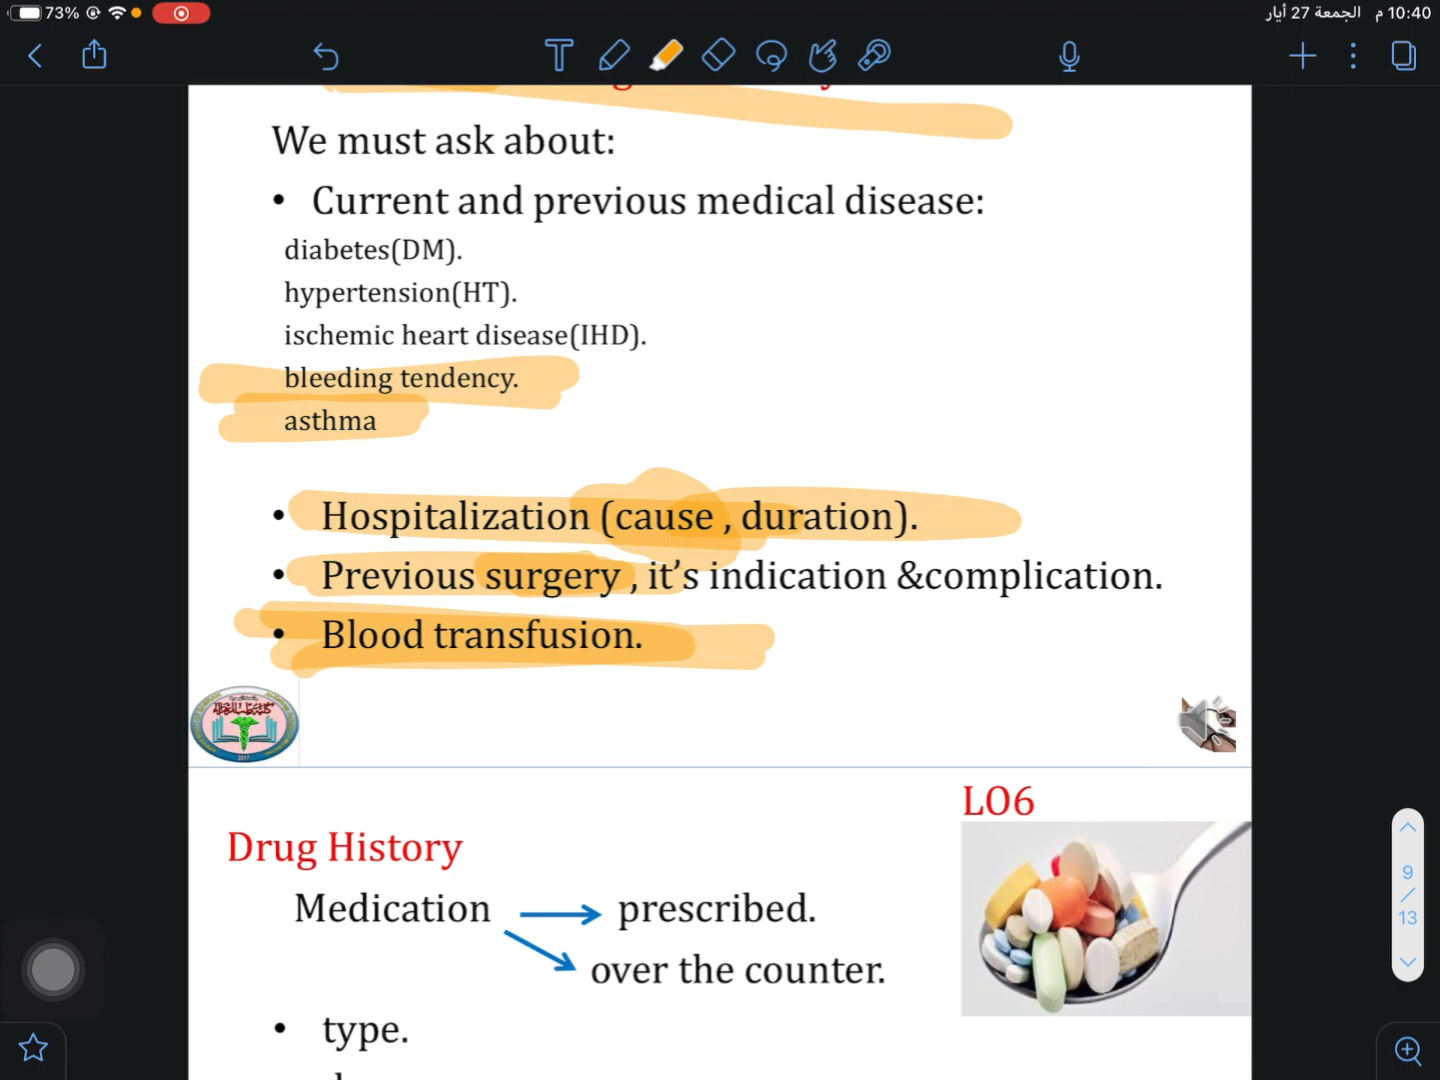 73%
10:40 م الجمعة 27 أيار
We must ask about:
• Current and previous medical disease:
diabetes(DM).
hypertension(HT).
ischemic heart disease(IHD).
bleeding tendency.
asthma
• Hospitalization (cause , duration).
• Previous surgery , it’s indication &complication.
• Blood transfusion.
2017
LO6
Drug History
Medication prescribed.
over the counter.
• type.
9
/
13